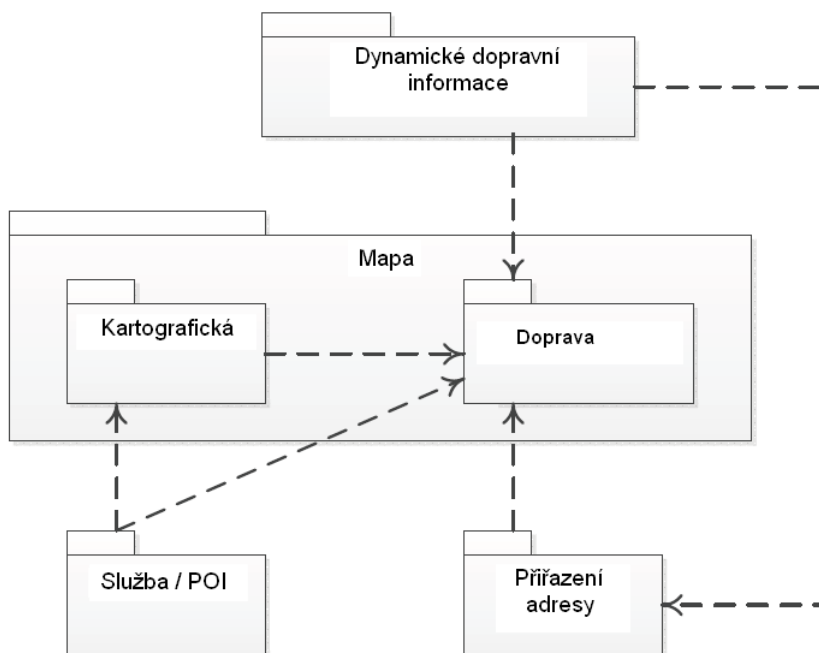 Dynamické dopravní
informace
Mapa
Kartografická
Doprava
Služba / POI
Přiřazení
adresy